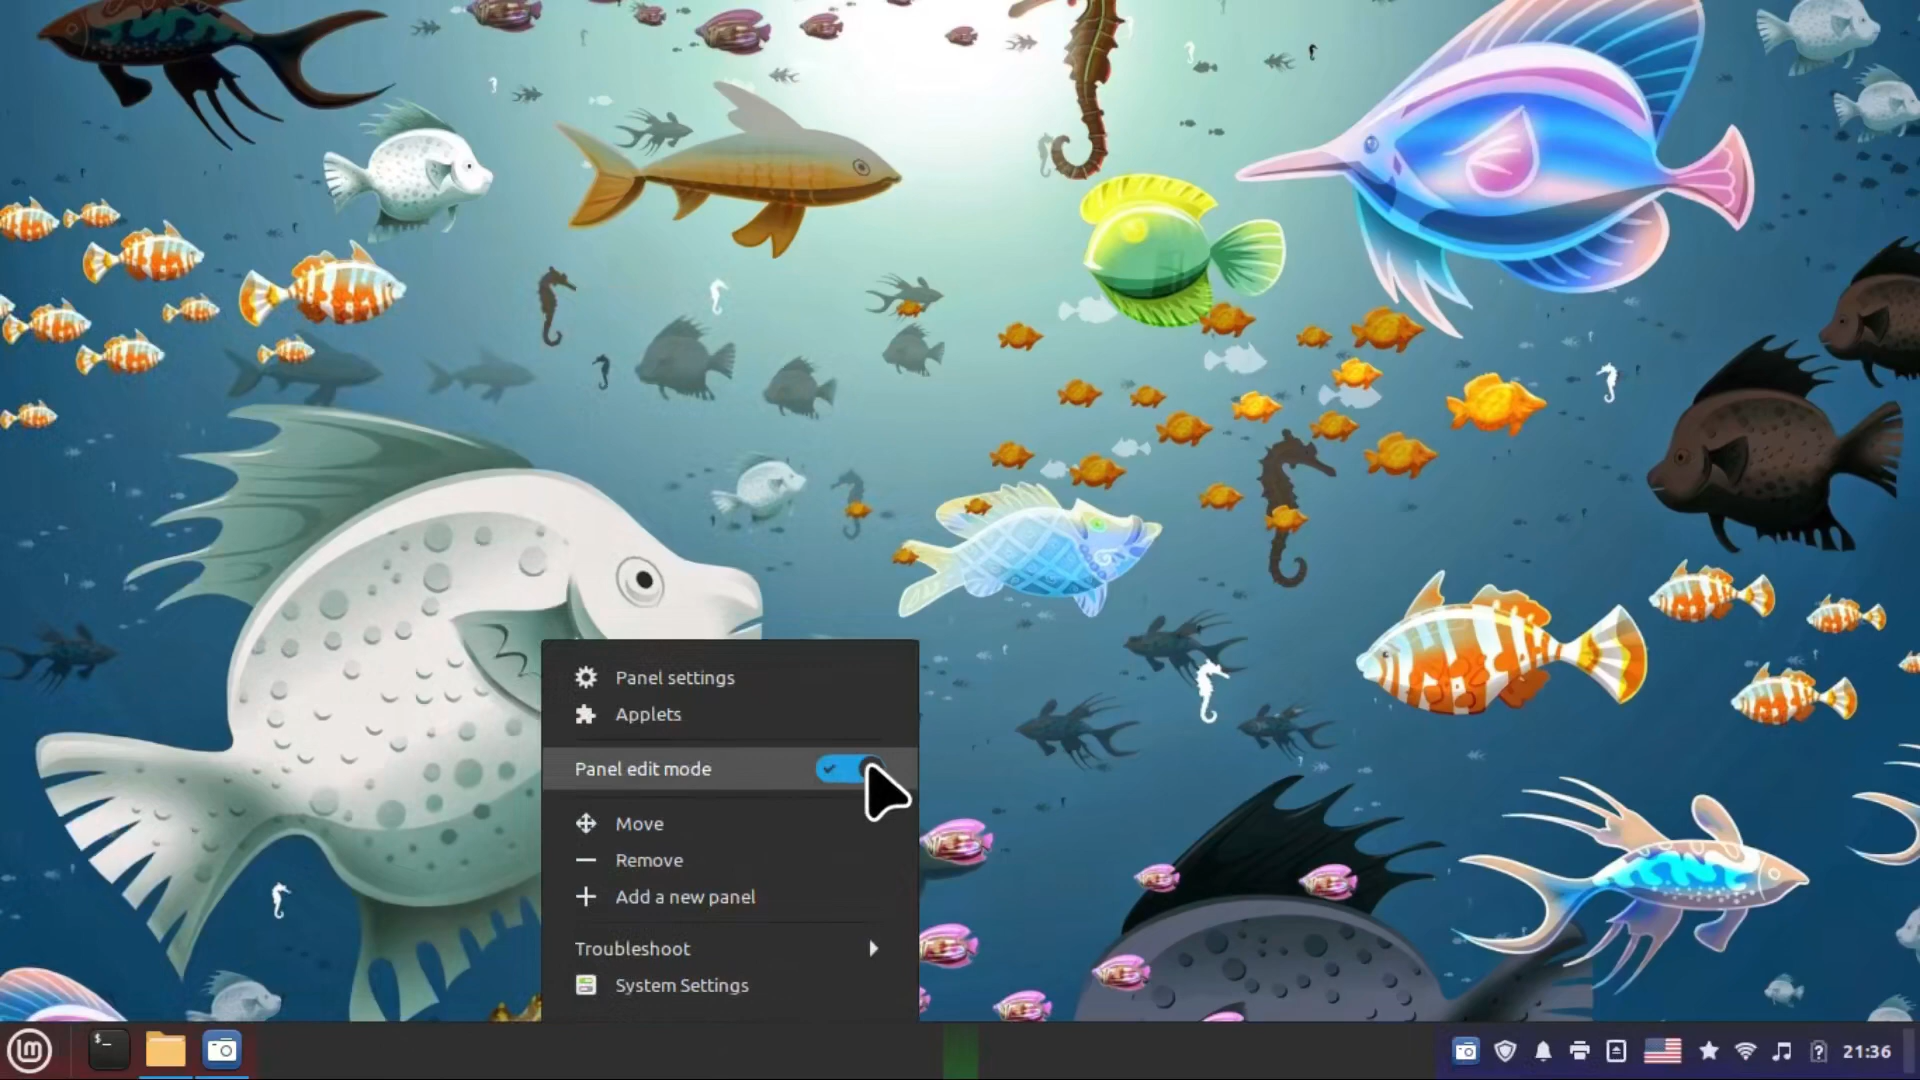 Panel settings
Applets
Panel edit mode
Move
Remove
Add a new panel
Troubleshoot
System Settings
$_
21:36